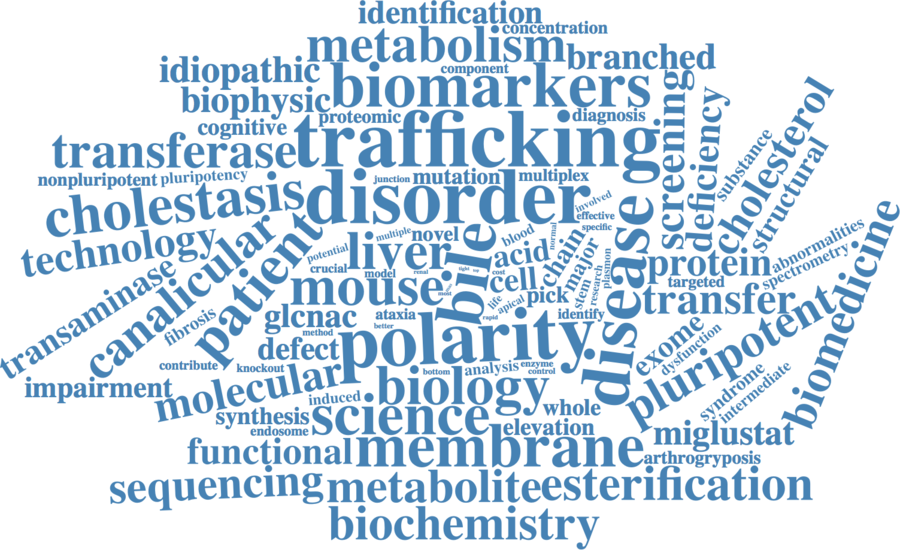 identification
concentration
metabolism
branched
idiopathic
component
biomarkers
biophysic
proteomic
diagnosis
cognitive
trafficking
screening
deficiency
cholesterol
transferase
substance
structural
nonpluripotent
pluripotency
junction
mutation
multiplex
disorder
involved
effective
specific
cholestasis
technology
canalicular
patient
potential
multiple
novel
blood
normal
liver
bile
acid
chain
major
disease
plasmon
protein
abnormalities
spectrometry
biomedicine
crucial
model
renal
tight
up
cost
cell
stem
research
targeted
mouse
most
life
apical
pick
transfer
transaminase
fibrosis
glcnac
ataxia
rapid
identify
method
better
polarity
exome
dysfunction
pluripotent
defect
contribute
knockout
bottom
analysis
enzyme
control
impairment
molecular
biology
syndrome
intermediate
induced
synthesis
science
whole
endosome
elevation
miglustat
functional
membrane
arthrogryposis
sequencing
metabolite
esterification
biochemistry